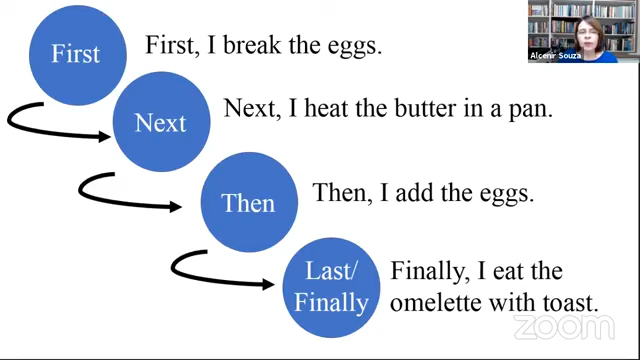 First
First, I break the eggs.
Alcenir Souza
Next
Next, I heat the butter in a pan.
Then
Then, I add the eggs.
Last/
Finally
Finally, I eat the
omelette with toast.
zoom